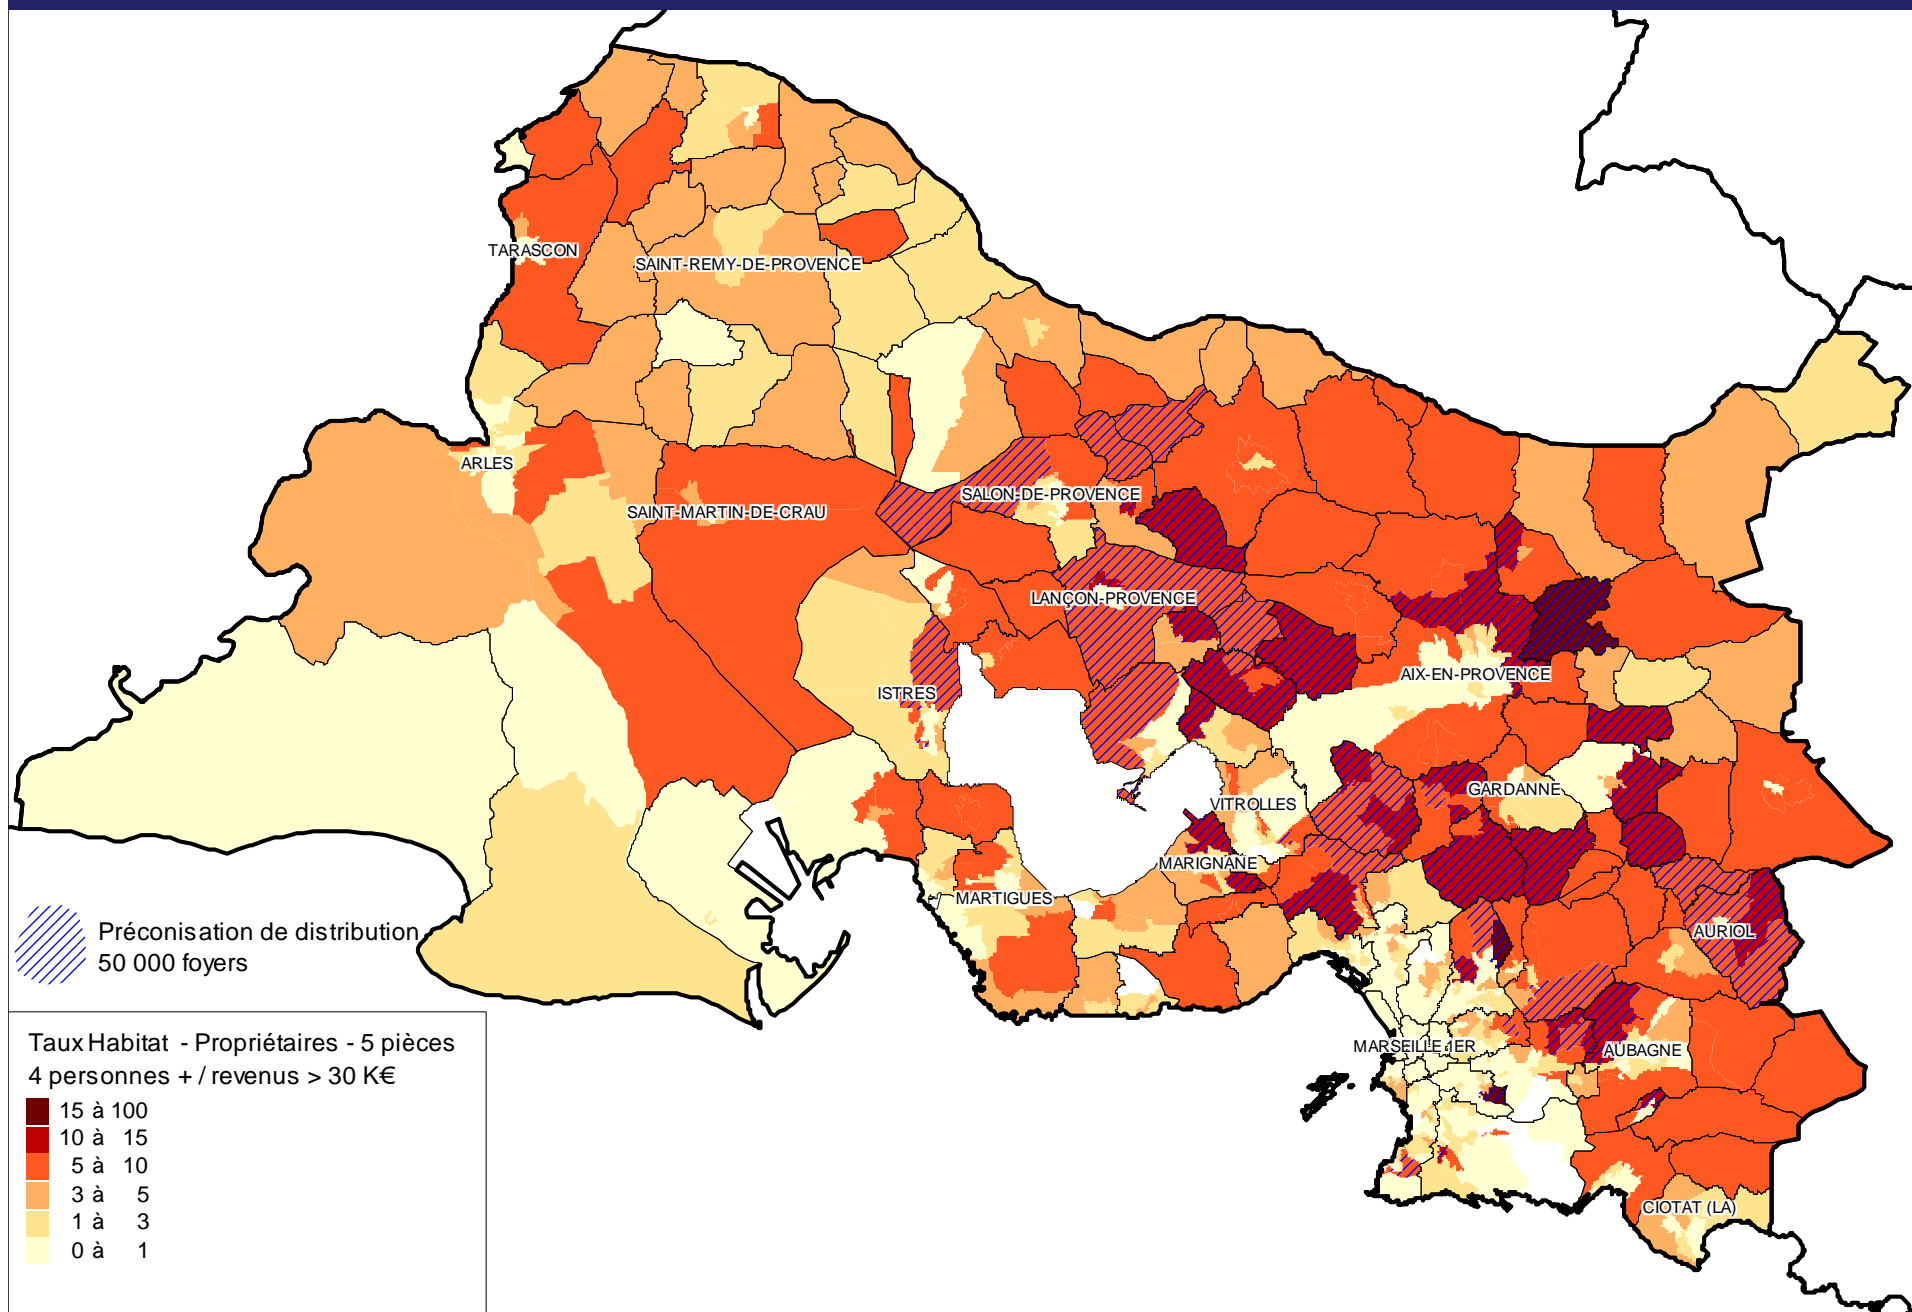 TARASCON
SAINT-REMY-DE-PROVENCE
ARLES
SAINT-MARTIN-DE-CRAU
SALON-DE-PROVENCE
LANÇON-PROVENCE
ISTRES
AIX-EN-PROVENCE
VITROLLES
GARDANNE
MARIGNANE
MARTIGUES
AURIOL
MARSEILLE 1ER
AUBAGNE
CIOTAT (LA)
Préconisation de distribution
50 000 foyers
Taux Habitat - Propriétaires - 5 pièces
4 personnes + / revenus > 30 K€
15 à 100
10 à 15
5 à 10
3 à 5
1 à 3
0 à 1